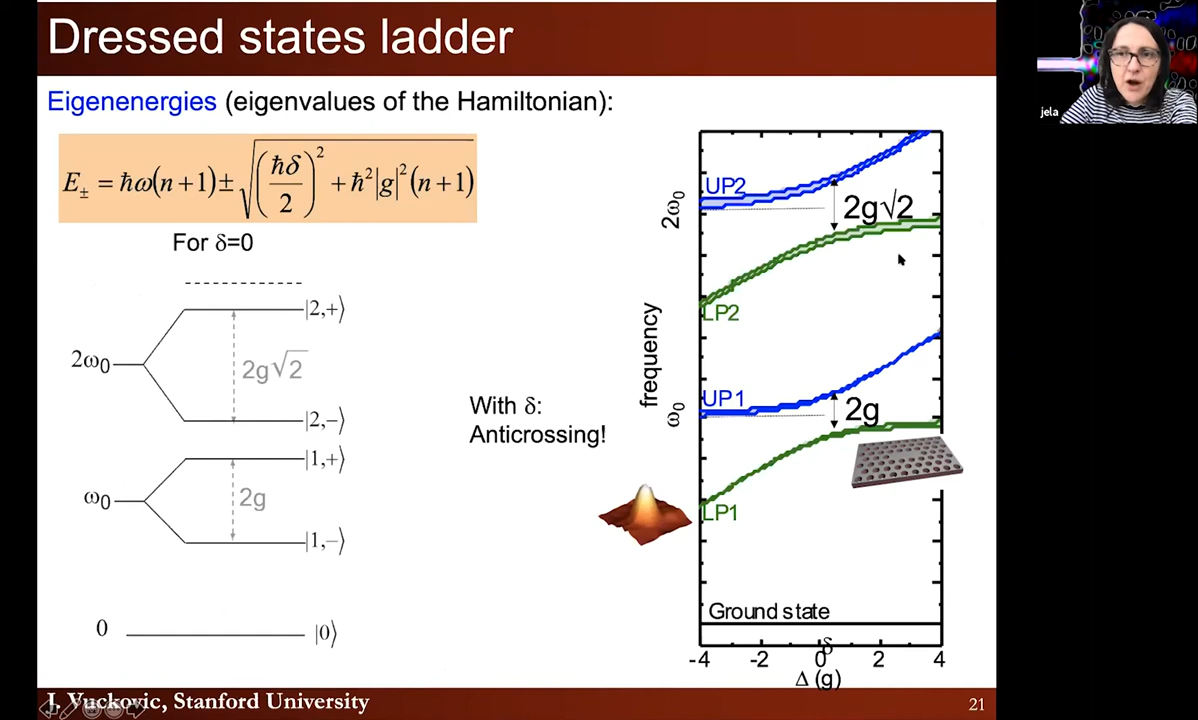 Dressed states ladder
Eigenenergies (eigenvalues of the Hamiltonian):
E± = ħω(n+1)± √((ħδ/2)² + ħ²|g|²(n+1))
For δ=0
|2,+⟩
2ω₀
2g√2
|2,−⟩
|1,+⟩
ω₀
2g
|1,−⟩
0
|0⟩
With δ:
Anticrossing!
frequency
2ω₀
ω₀
UP2
2g√2
LP2
UP1
2g
LP1
Ground state
δ
-4 -2 0 2 4
Δ (g)
J. Vuckovic, Stanford University
21
jela